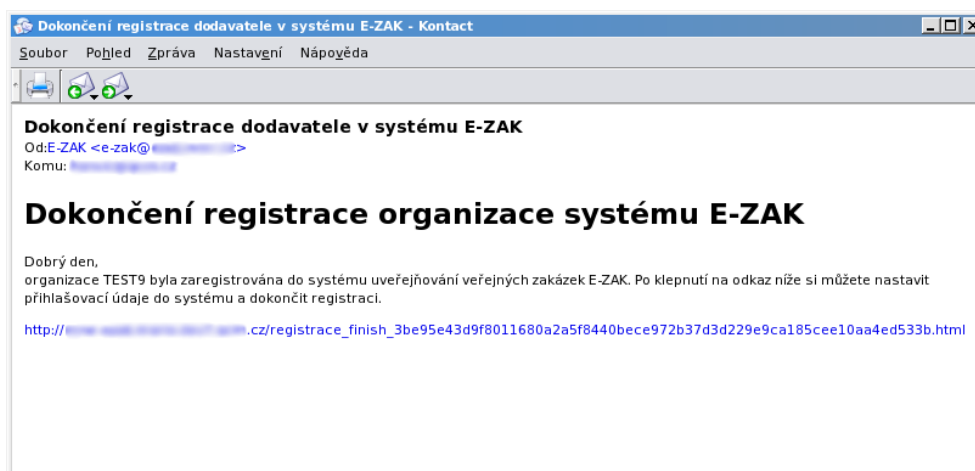 Dokončení registrace dodavatele v systému E-ZAK - Kontact
Soubor Pohled Zpráva Nastavení Nápověda
Dokončení registrace dodavatele v systému E-ZAK
Od:E-ZAK <e-zak@ >
Komu:
Dokončení registrace organizace systému E-ZAK
Dobrý den,
organizace TEST9 byla zaregistrována do systému uveřejňování veřejných zakázek E-ZAK. Po klepnutí na odkaz níže si můžete nastavit
přihlašovací údaje do systému a dokončit registraci.
http:// .cz/registrace_finish_3be95e43d9f8011680a2a5f8440bece972b37d3d229e9ca185cee10aa4ed533b.html